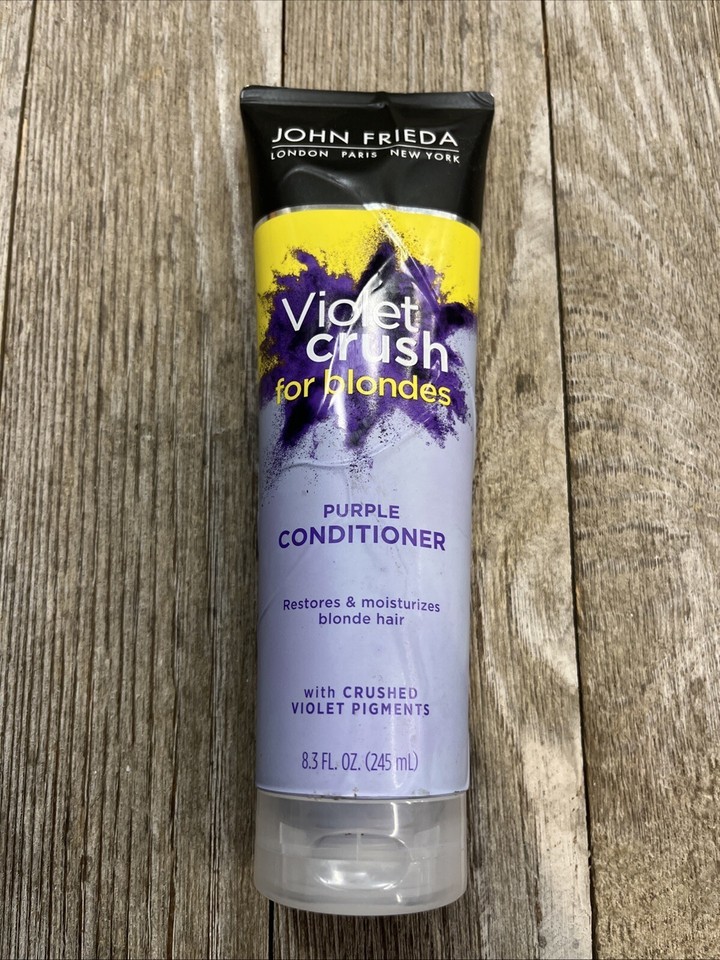 JOHN FRIEDA
LONDON PARIS NEW YORK
Violet
crush
for blondes
PURPLE
CONDITIONER
Restores & moisturizes
blonde hair
with CRUSHED
VIOLET PIGMENTS
8.3 FL. OZ. (245 mL)